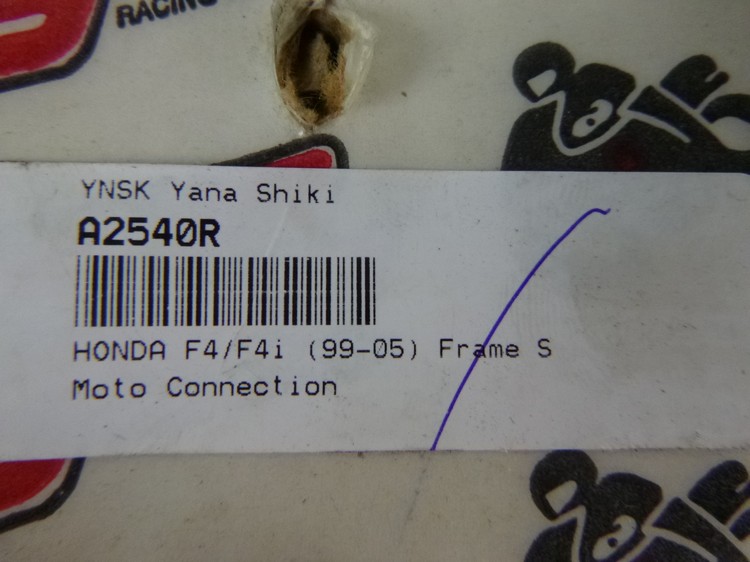 RACING
YNSK Yana Shiki
A2540R
HONDA F4/F4i (99-05) Frame S
Moto Connection